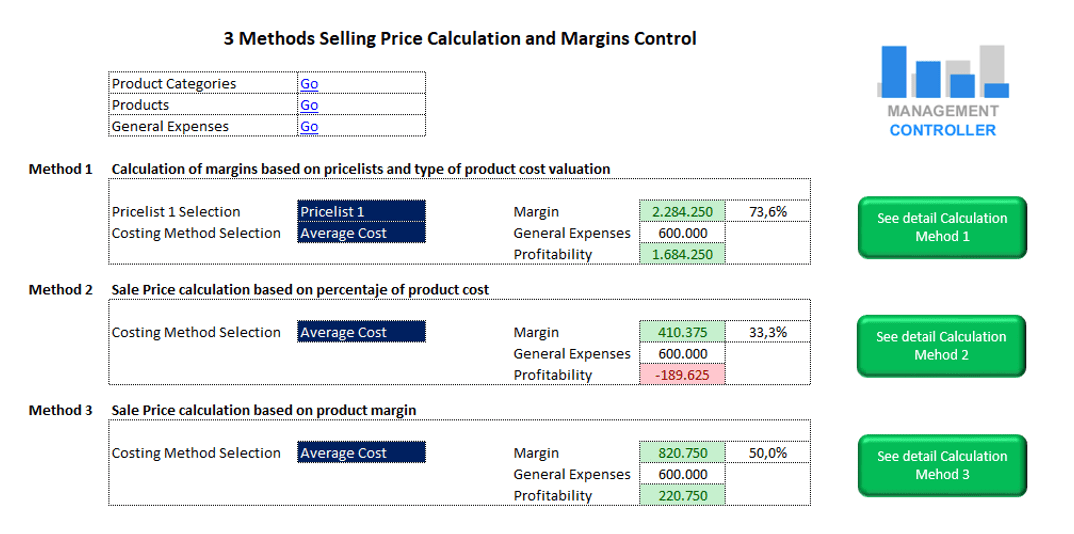 3 Methods Selling Price Calculation and Margins Control
Product Categories Go
Products Go
General Expenses Go
MANAGEMENT
CONTROLLER
Method 1 Calculation of margins based on pricelists and type of product cost valuation
Pricelist 1 Selection Pricelist 1 Margin 2.284.250 73,6%
Costing Method Selection Average Cost General Expenses 600.000
Profitability 1.684.250
See detail Calculation
Mehod 1
Method 2 Sale Price calculation based on percentaje of product cost
Costing Method Selection Average Cost Margin 410.375 33,3%
General Expenses 600.000
Profitability -189.625
See detail Calculation
Mehod 2
Method 3 Sale Price calculation based on product margin
Costing Method Selection Average Cost Margin 820.750 50,0%
General Expenses 600.000
Profitability 220.750
See detail Calculation
Mehod 3